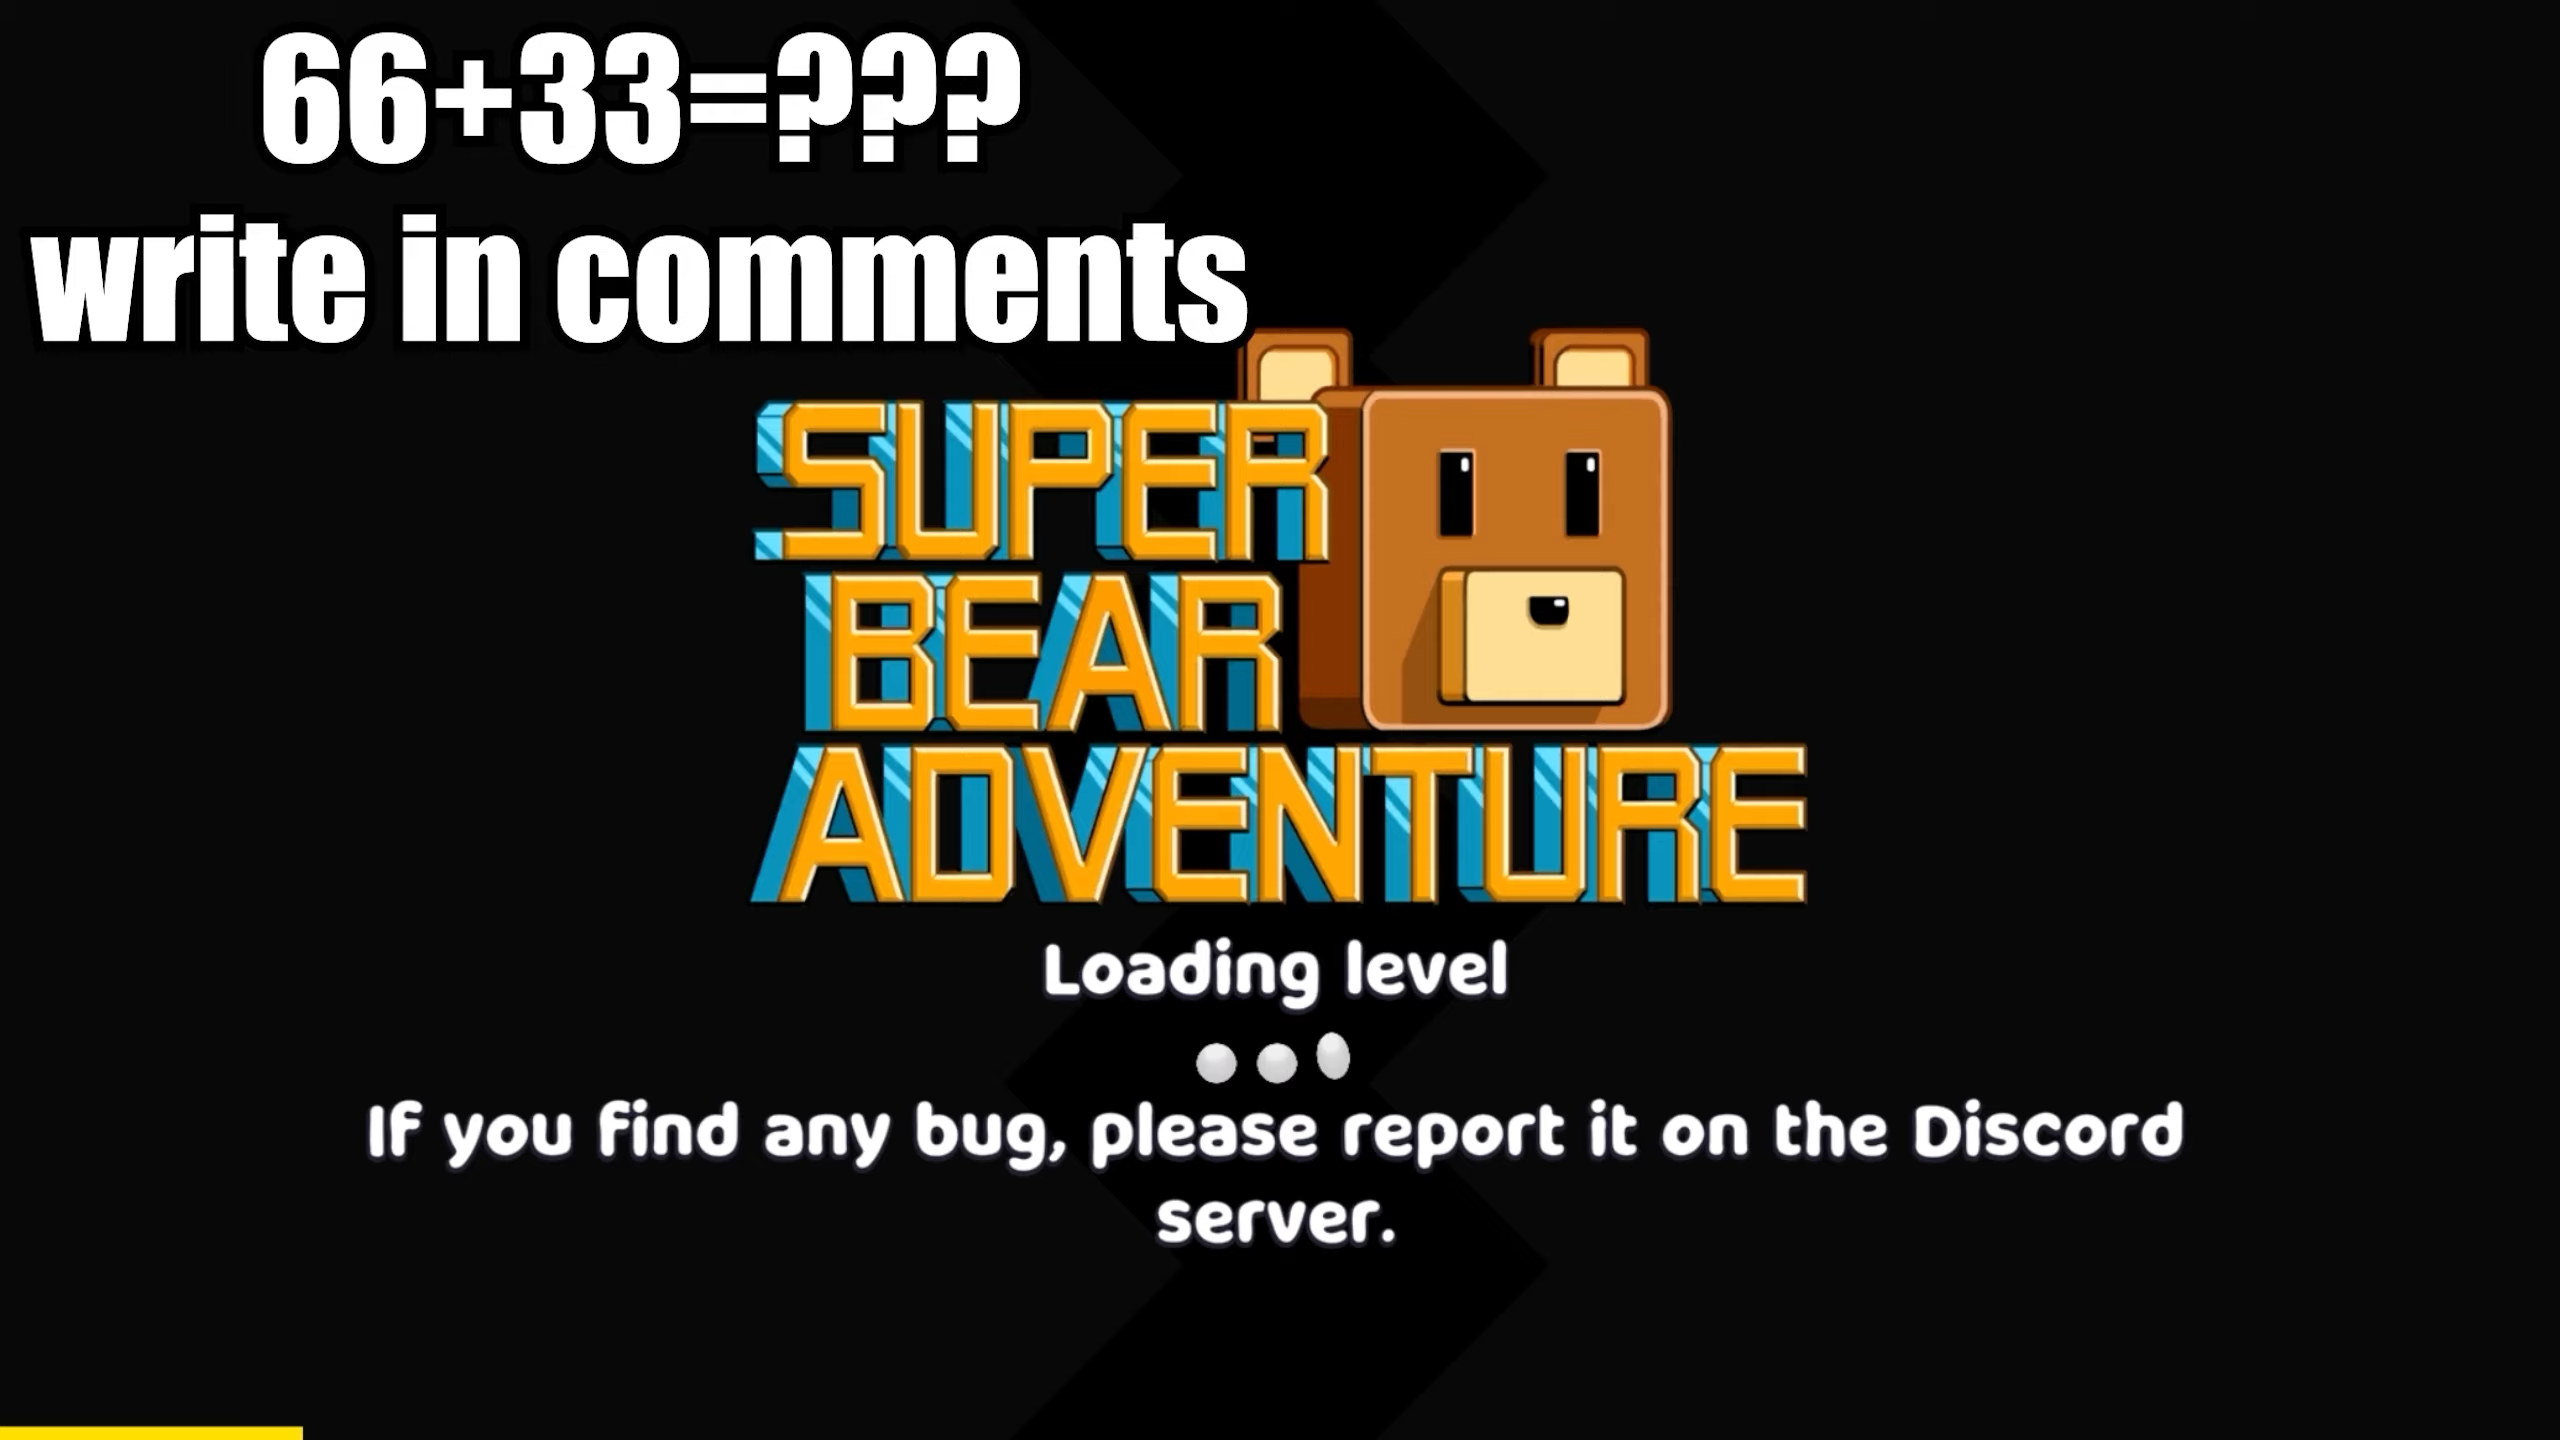 66+33=???
write in comments
SUPER
BEAR
ADVENTURE
Loading level
If you find any bug, please report it on the Discord
server.